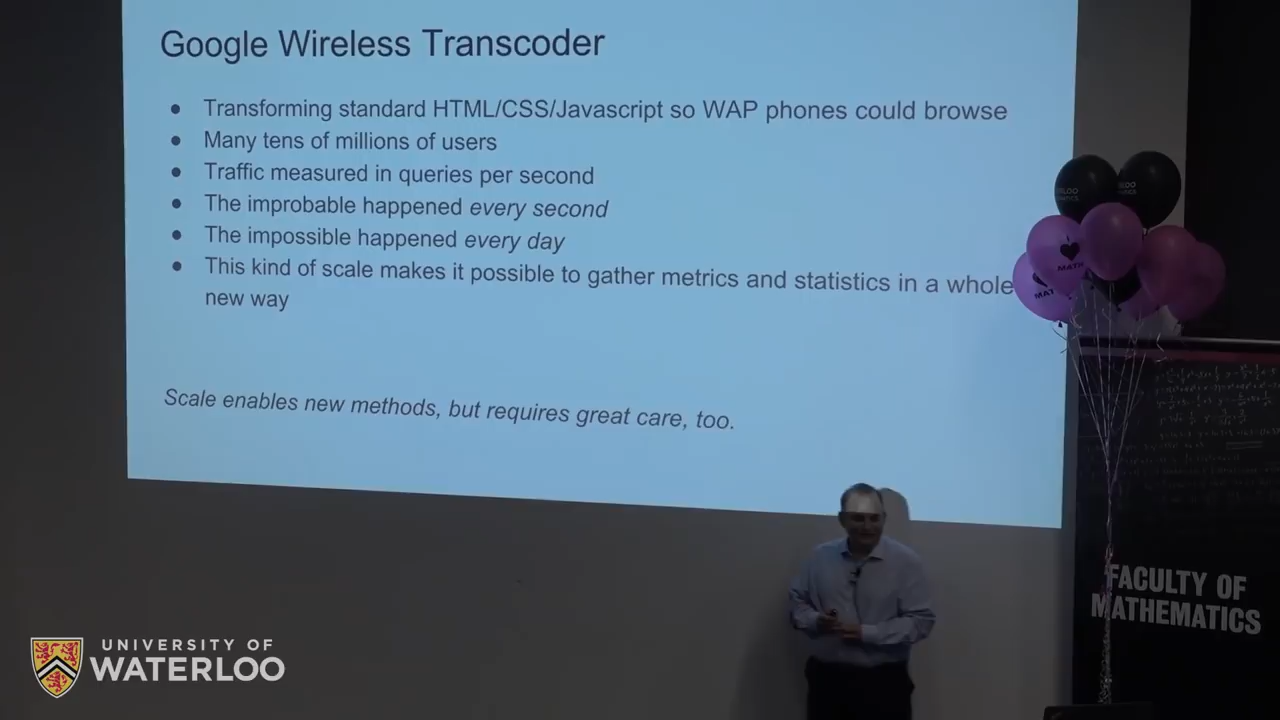 Google Wireless Transcoder
● Transforming standard HTML/CSS/Javascript so WAP phones could browse
● Many tens of millions of users
● Traffic measured in queries per second
● The improbable happened every second
● The impossible happened every day
● This kind of scale makes it possible to gather metrics and statistics in a whole
new way
Scale enables new methods, but requires great care, too.
MATH
MAT
FACULTY OF
MATHEMATICS
UNIVERSITY OF
WATERLOO